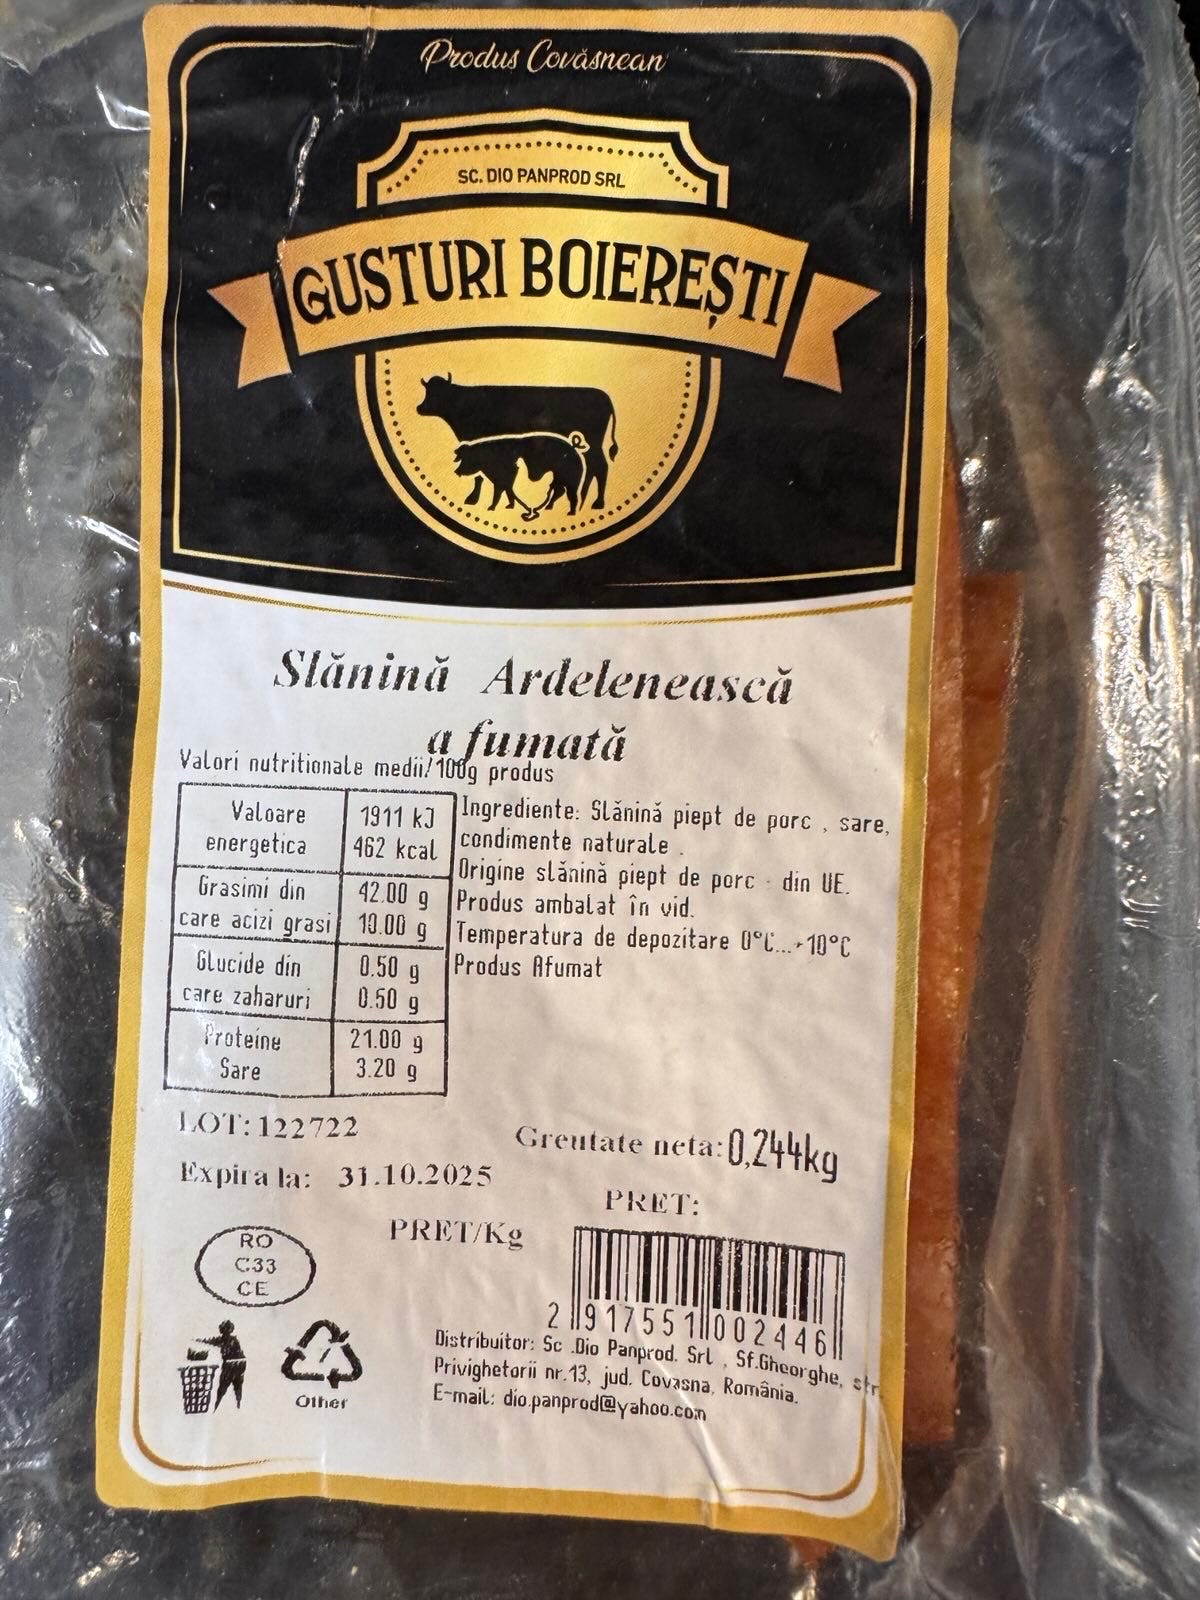 Produs Covăsnean
SC. DIO PANPROD SRL
GUSTURI BOIEREȘTI
Slănină Ardelenească
a fumată
Valori nutritionale medii/100g produs
Valoare 1911 kJ
energetica 462 kcal
Grasimi din 42.00 g
care acizi grasi 10.00 g
Glucide din 0.50 g
care zaharuri 0.50 g
Proteine 21.00 g
Sare 3.20 g
Ingrediente: Slănină piept de porc , sare,
condimente naturale .
Origine slănină piept de porc - din UE.
Produs ambalat în vid.
Temperatura de depozitare 0°C...+10°C
Produs Afumat
LOT: 122722
Greutate neta: 0,244kg
Expira la: 31.10.2025
PRET:
PRET/Kg
RO
C33
CE
2 917551 002446
Other
Distribuitor: Sc .Dio Panprod. Srl , Sf.Gheorghe, str
Privighetorii nr.13, jud. Covasna, România.
E-mail: dio.panprod@yahoo.com